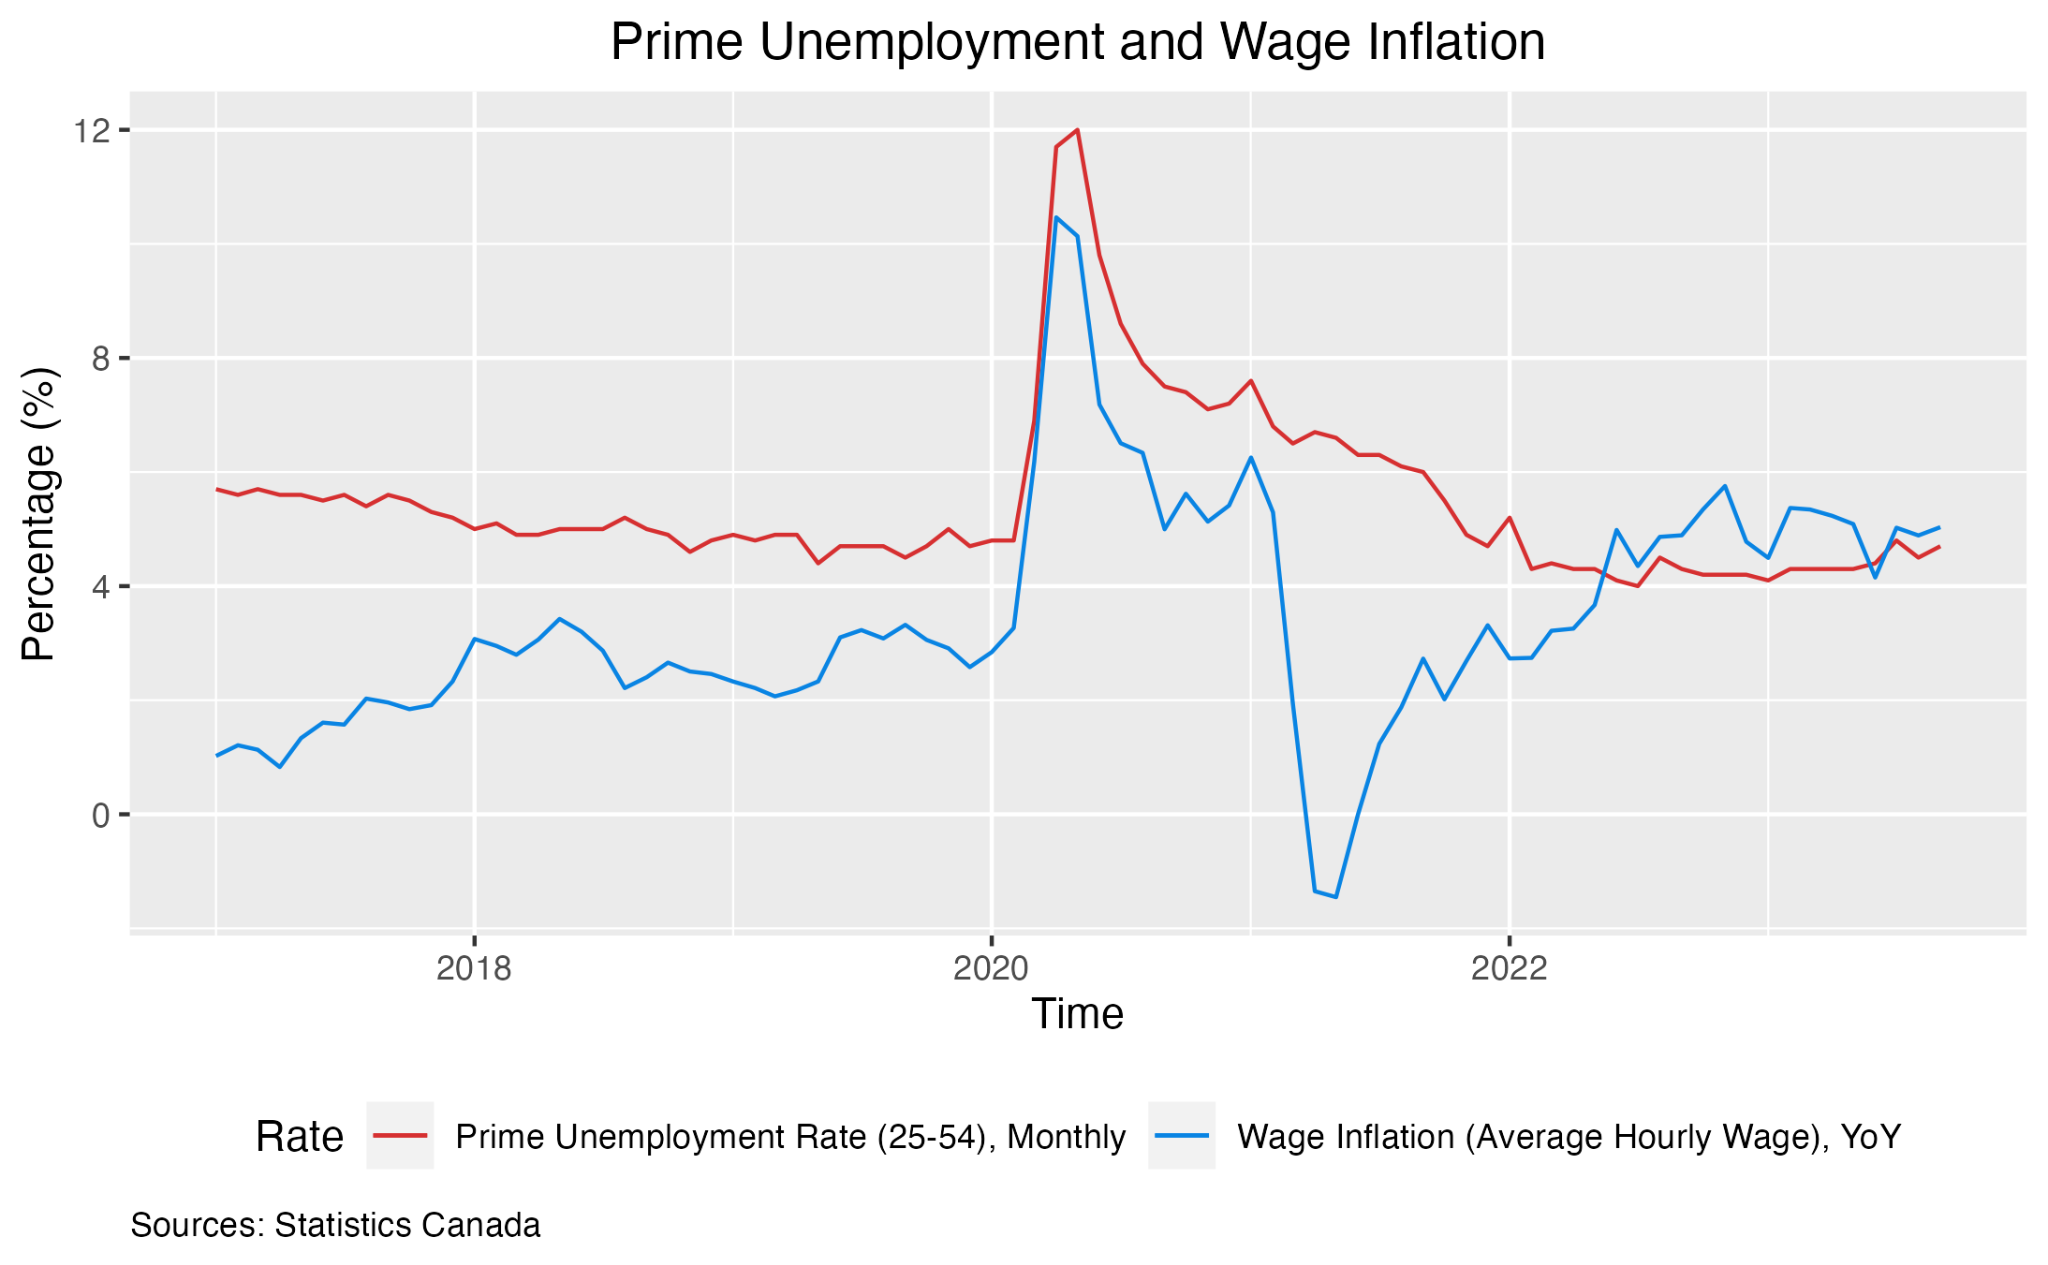 Prime Unemployment and Wage Inflation
12
8
4
0
Percentage (%)
2018 2020 2022
Time
Rate Prime Unemployment Rate (25-54), Monthly Wage Inflation (Average Hourly Wage), YoY
Sources: Statistics Canada